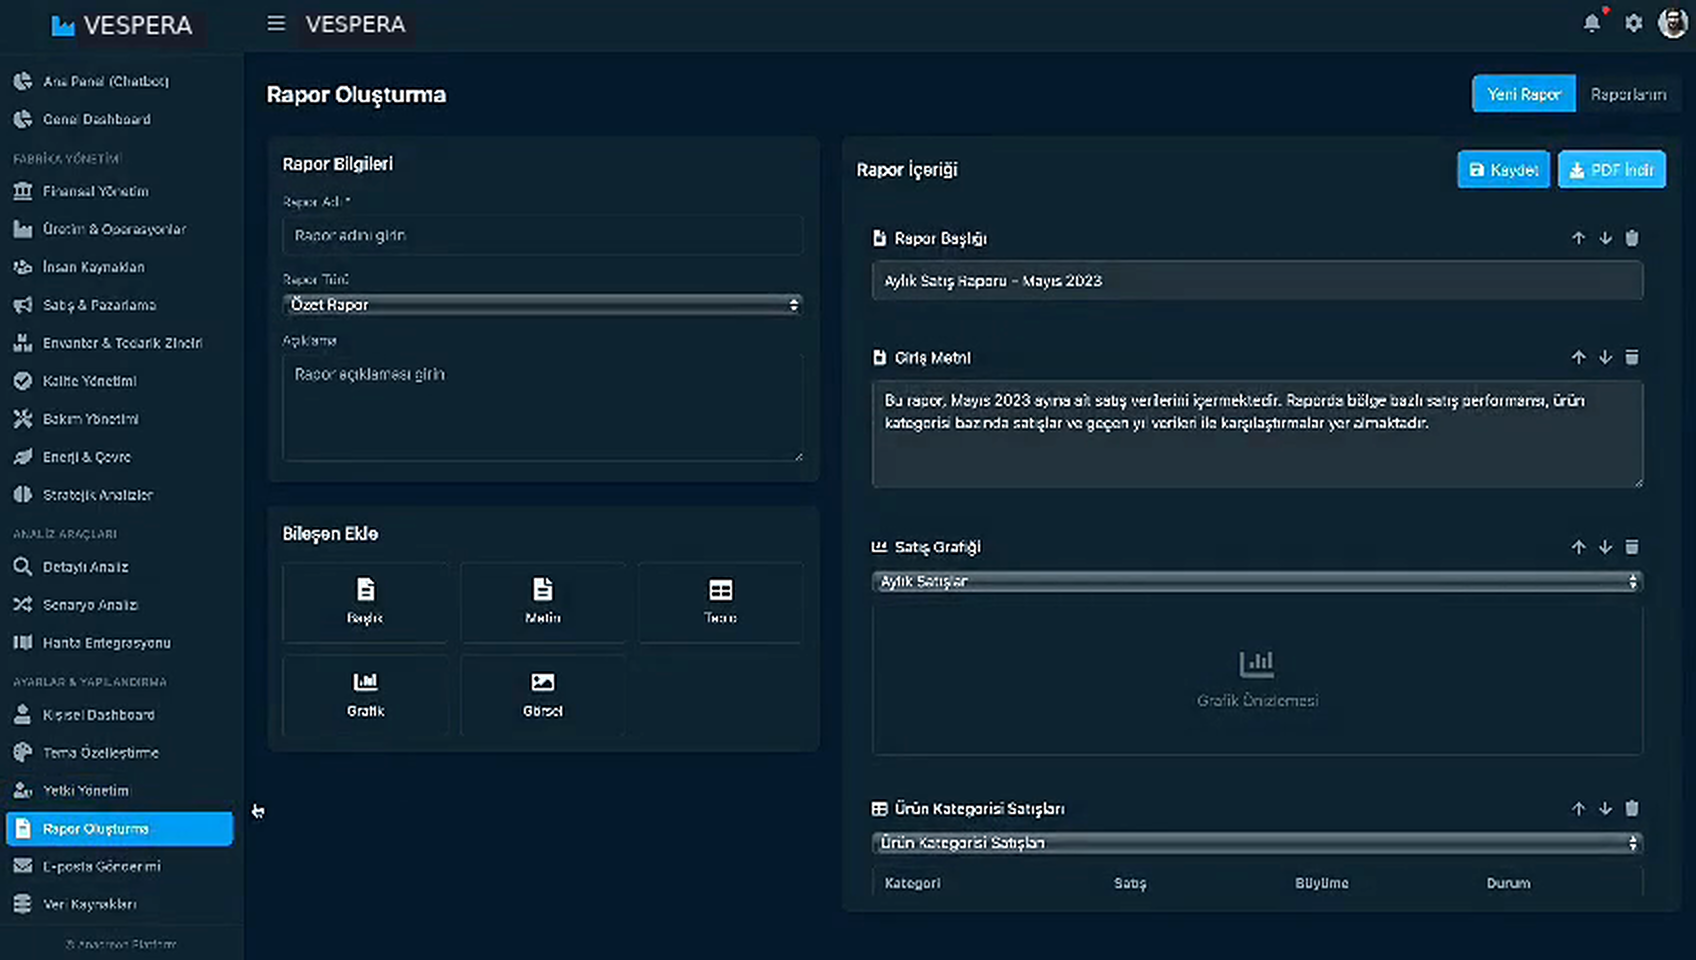 VESPERA
VESPERA
Ana Panel (Chatbot)
Genel Dashboard
FABRİKA YÖNETİMİ
Finansal Yönetim
Üretim & Operasyonlar
İnsan Kaynakları
Satış & Pazarlama
Envanter & Tedarik Zinciri
Kalite Yönetimi
Bakım Yönetimi
Enerji & Çevre
Stratejik Analizler
ANALİZ ARAÇLARI
Detaylı Analiz
Senaryo Analizi
Harita Entegrasyonu
AYARLAR & YAPILANDIRMA
Kişisel Dashboard
Tema Özelleştirme
Yetki Yönetimi
Rapor Oluşturma
E-posta Gönderimi
Veri Kaynakları
© Anacreon Platform
Rapor Oluşturma
Yeni Rapor
Raporlarım
Rapor Bilgileri
Rapor Adı *
Rapor adını girin
Rapor Türü
Özet Rapor
Açıklama
Rapor açıklaması girin
Bileşen Ekle
Başlık
Metin
Tablo
Grafik
Görsel
Rapor İçeriği
Kaydet
PDF İndir
Rapor Başlığı
Aylık Satış Raporu - Mayıs 2023
Giriş Metni
Bu rapor, Mayıs 2023 ayına ait satış verilerini içermektedir. Raporda bölge bazlı satış performansı, ürün
kategorisi bazında satışlar ve geçen yıl verileri ile karşılaştırmalar yer almaktadır.
Satış Grafiği
Aylık Satışlar
Grafik Önizlemesi
Ürün Kategorisi Satışları
Ürün Kategorisi Satışları
Kategori Satış Büyüme Durum